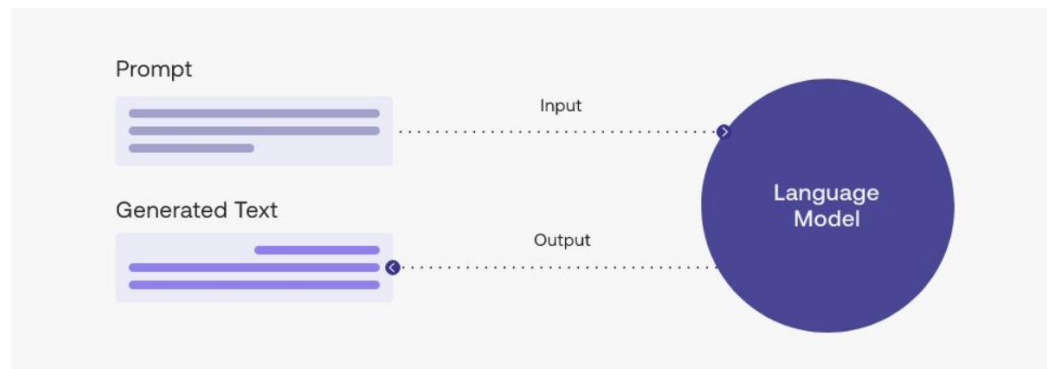 Prompt
Input
Language
Model
Generated Text
Output